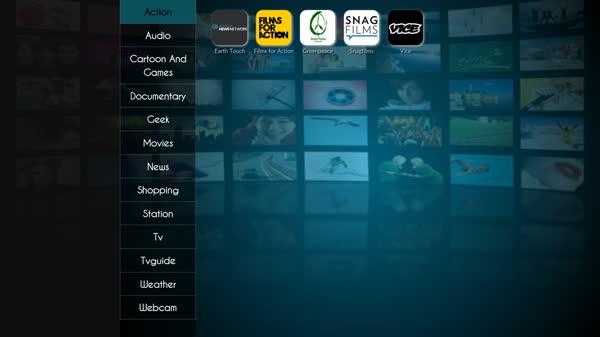 Action
Audio
Cartoon And
Games
Documentary
Geek
Movies
News
Shopping
Station
Tv
Tvguide
Weather
Webcam
NEWS NETWORK
Earth Touch
FILMS
FOR
ACTION
Films for Action
Greenpeace
SNAG
FILMS
Snagfilms
VICE
Vice